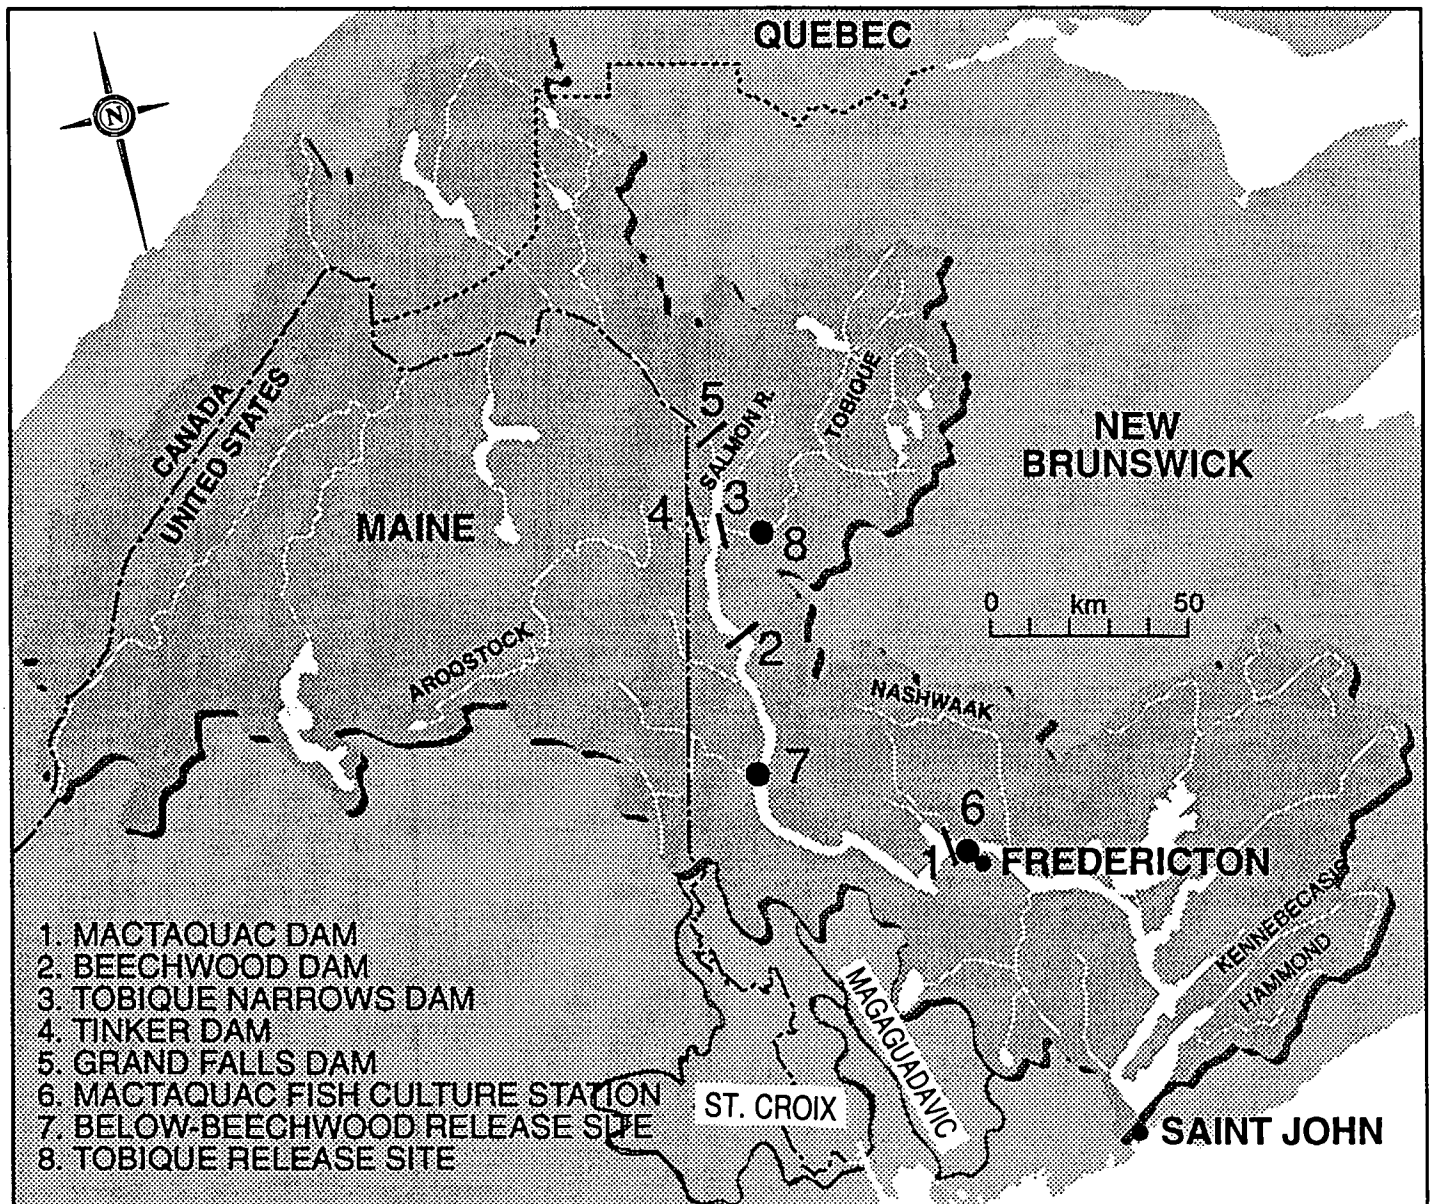 QUEBEC
N
CANADA
UNITED STATES
5
SALMON R.
TOBIQUE
NEW
BRUNSWICK
MAINE
4
3
8
0 km 50
2
AROOSTOCK
NASHWAAK
7
6
1
FREDERICTON
KENNEBECASIS
HAMMOND
MAGAGUADAVIC
ST. CROIX
SAINT JOHN
1. MACTAQUAC DAM
2. BEECHWOOD DAM
3. TOBIQUE NARROWS DAM
4. TINKER DAM
5. GRAND FALLS DAM
6. MACTAQUAC FISH CULTURE STATION
7. BELOW-BEECHWOOD RELEASE SITE
8. TOBIQUE RELEASE SITE